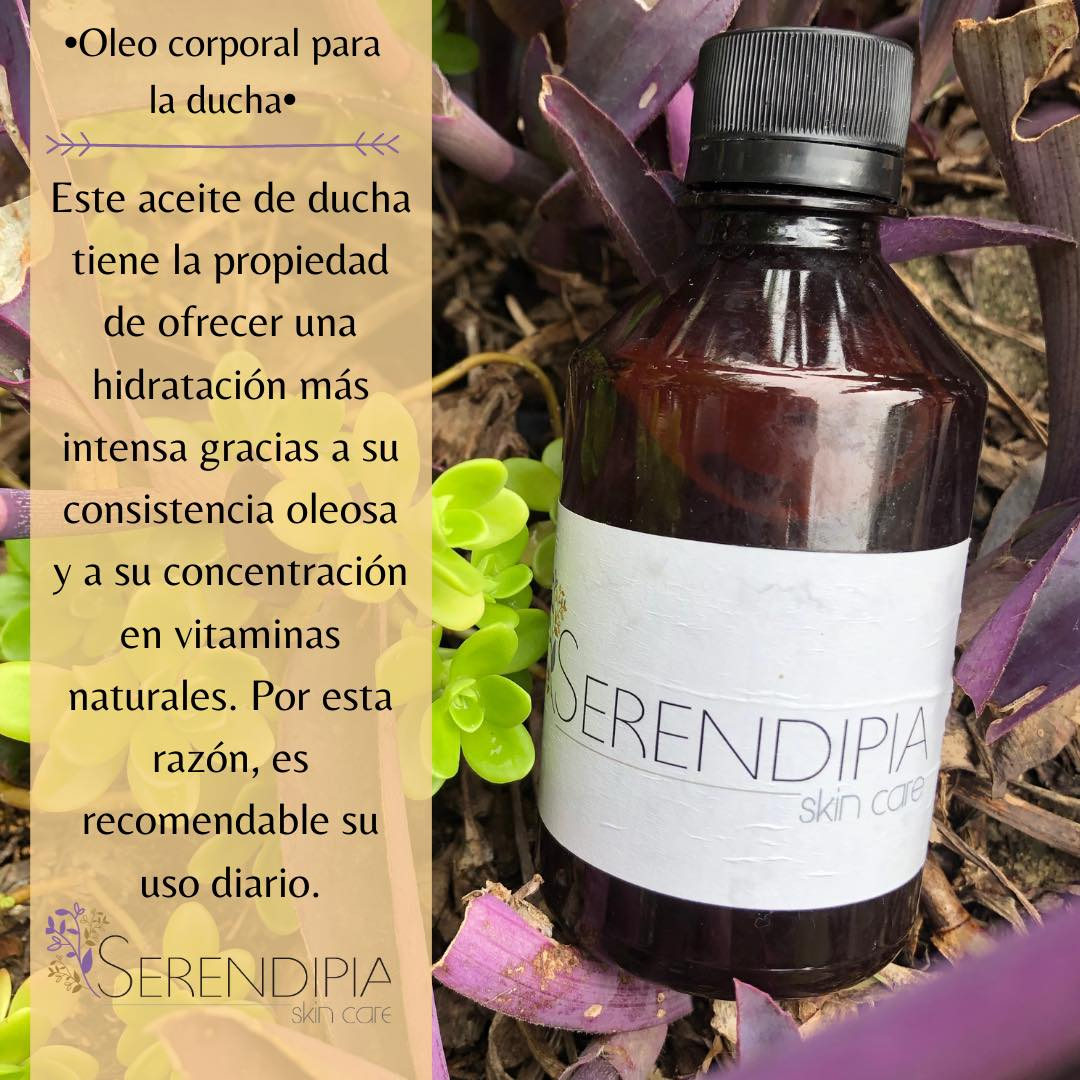 •Oleo corporal para
la ducha•
Este aceite de ducha
tiene la propiedad
de ofrecer una
hidratación más
intensa gracias a su
consistencia oleosa
y a su concentración
en vitaminas
naturales. Por esta
razón, es
recomendable su
uso diario.
SERENDIPIA
skin care
SERENDIPIA
skin care